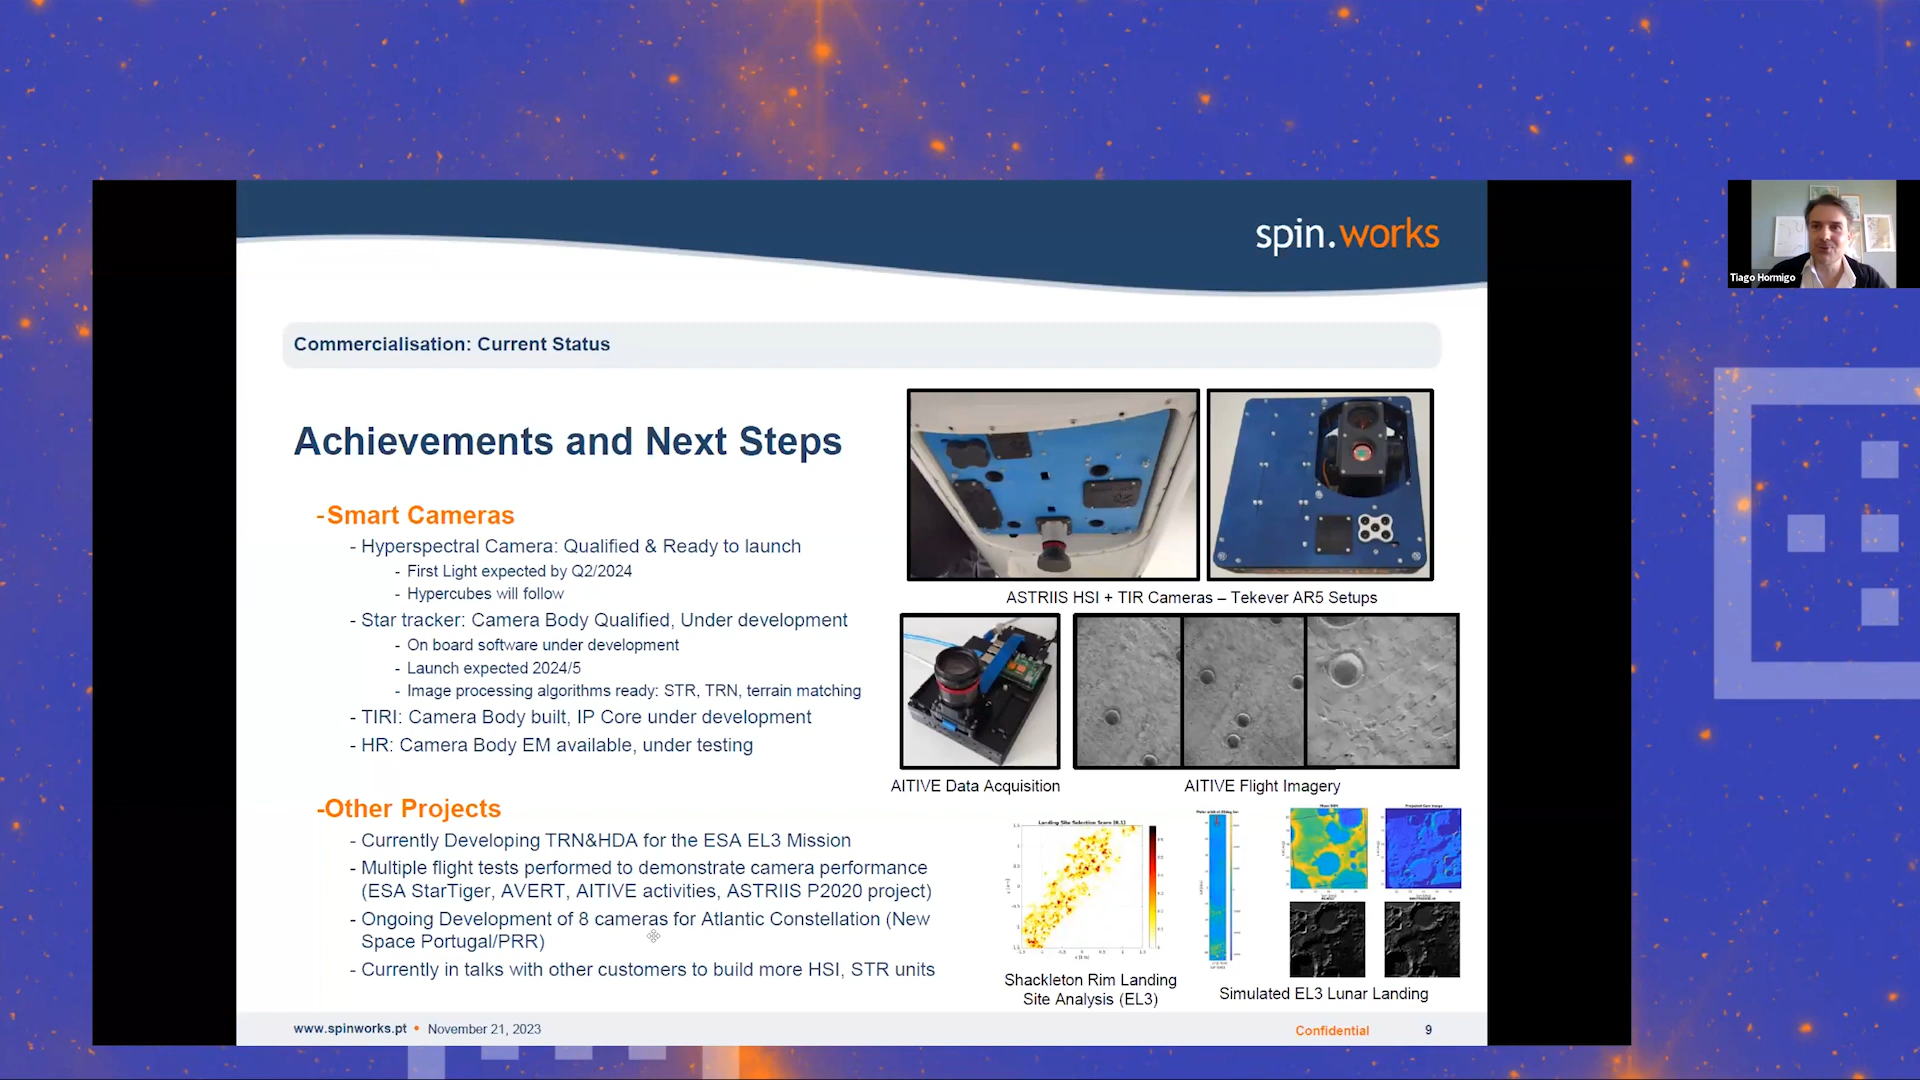 spin.works
Tiago Hormigo
Commercialisation: Current Status
Achievements and Next Steps
-Smart Cameras
- Hyperspectral Camera: Qualified & Ready to launch
- First Light expected by Q2/2024
- Hypercubes will follow
- Star tracker: Camera Body Qualified, Under development
- On board software under development
- Launch expected 2024/5
- Image processing algorithms ready: STR, TRN, terrain matching
- TIRI: Camera Body built, IP Core under development
- HR: Camera Body EM available, under testing
-Other Projects
- Currently Developing TRN&HDA for the ESA EL3 Mission
- Multiple flight tests performed to demonstrate camera performance
(ESA StarTiger, AVERT, AITIVE activities, ASTRIIS P2020 project)
- Ongoing Development of 8 cameras for Atlantic Constellation (New
Space Portugal/PRR)
- Currently in talks with other customers to build more HSI, STR units
ASTRIIS HSI + TIR Cameras – Tekever AR5 Setups
AITIVE Data Acquisition
AITIVE Flight Imagery
Landing Site Selection Score [0,1]
Shackleton Rim Landing
Site Analysis (EL3)
Simulated EL3 Lunar Landing
www.spinworks.pt • November 21, 2023
Confidential
9